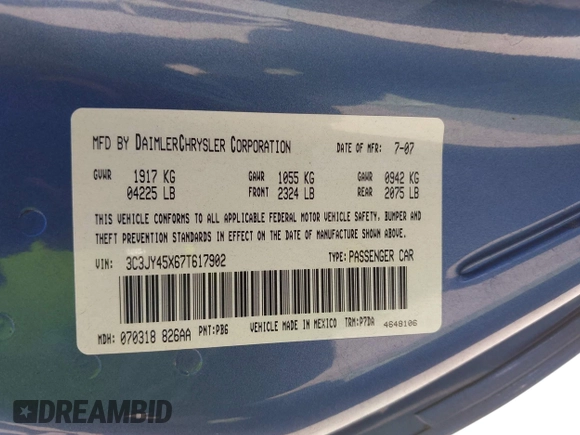 MFD BY DAIMLERCHRYSLER CORPORATION DATE OF MFR: 7-07
GVWR 1917 KG GAWR 1055 KG GAWR 0942 KG
04225 LB FRONT 2324 LB REAR 2075 LB
THIS VEHICLE CONFORMS TO ALL APPLICABLE FEDERAL MOTOR VEHICLE SAFETY, BUMPER AND
THEFT PREVENTION STANDARDS IN EFFECT ON THE DATE OF MANUFACTURE SHOWN ABOVE.
VIN: 3C3JY45X67T617902 TYPE: PASSENGER CAR
MDH: 070318 826AA PNT: PBG VEHICLE MADE IN MEXICO TRM: P7DA 4648106
DREAMBID